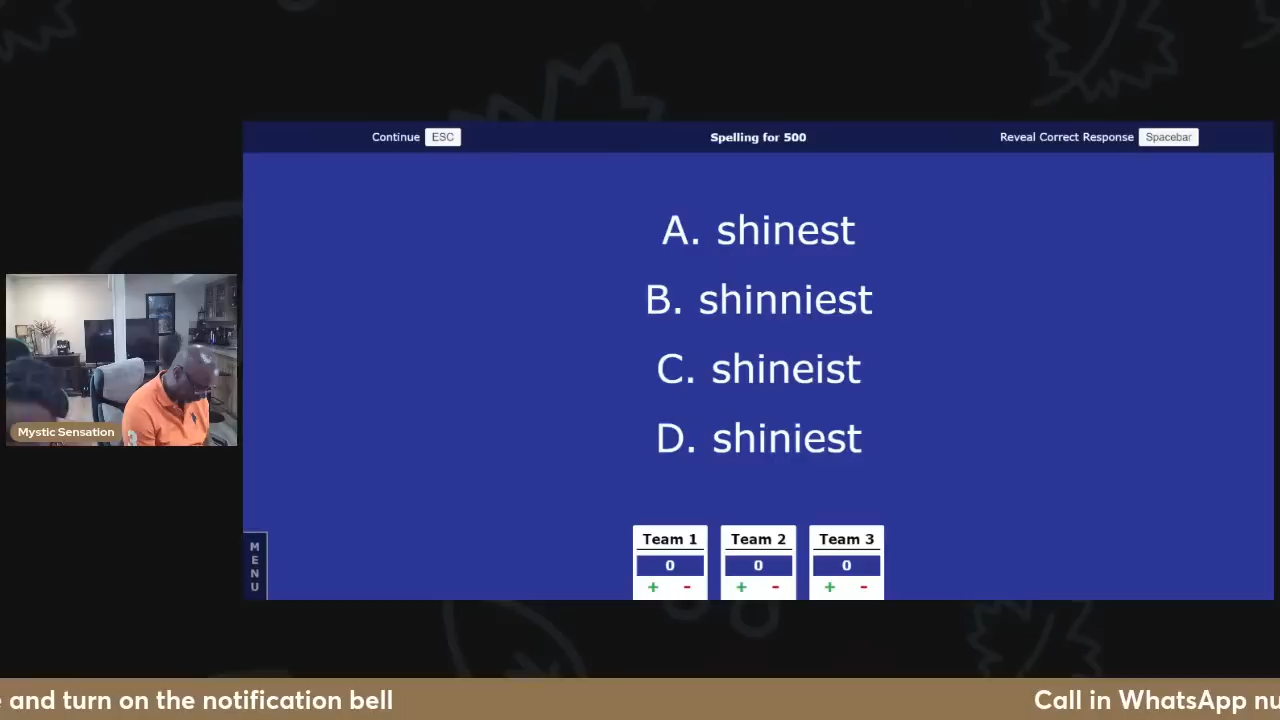 Continue ESC
Spelling for 500
Reveal Correct Response Spacebar
A. shinest
B. shinniest
C. shineist
D. shiniest
Mystic Sensation
MENU
Team 1 Team 2 Team 3
0 0 0
+ - + - + -
and turn on the notification bell
Call in WhatsApp